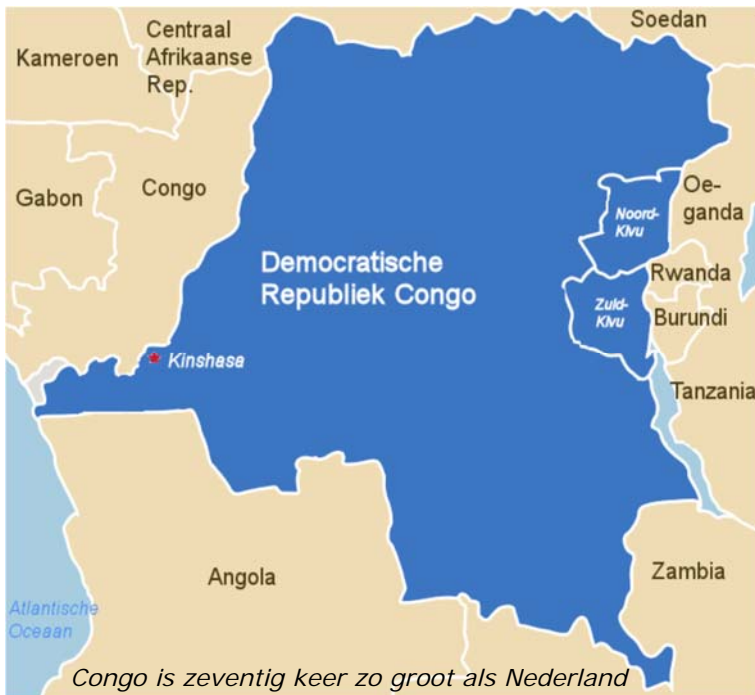 Soedan
Centraal
Afrikaanse
Rep.
Kameroen
Gabon
Congo
Oe-
ganda
Noord-
Kivu
Democratische
Republiek Congo
Rwanda
Zuid-
Kivu
Burundi
Kinshasa
Tanzania
Angola
Zambia
Atlantische
Oceaan
Congo is zeventig keer zo groot als Nederland